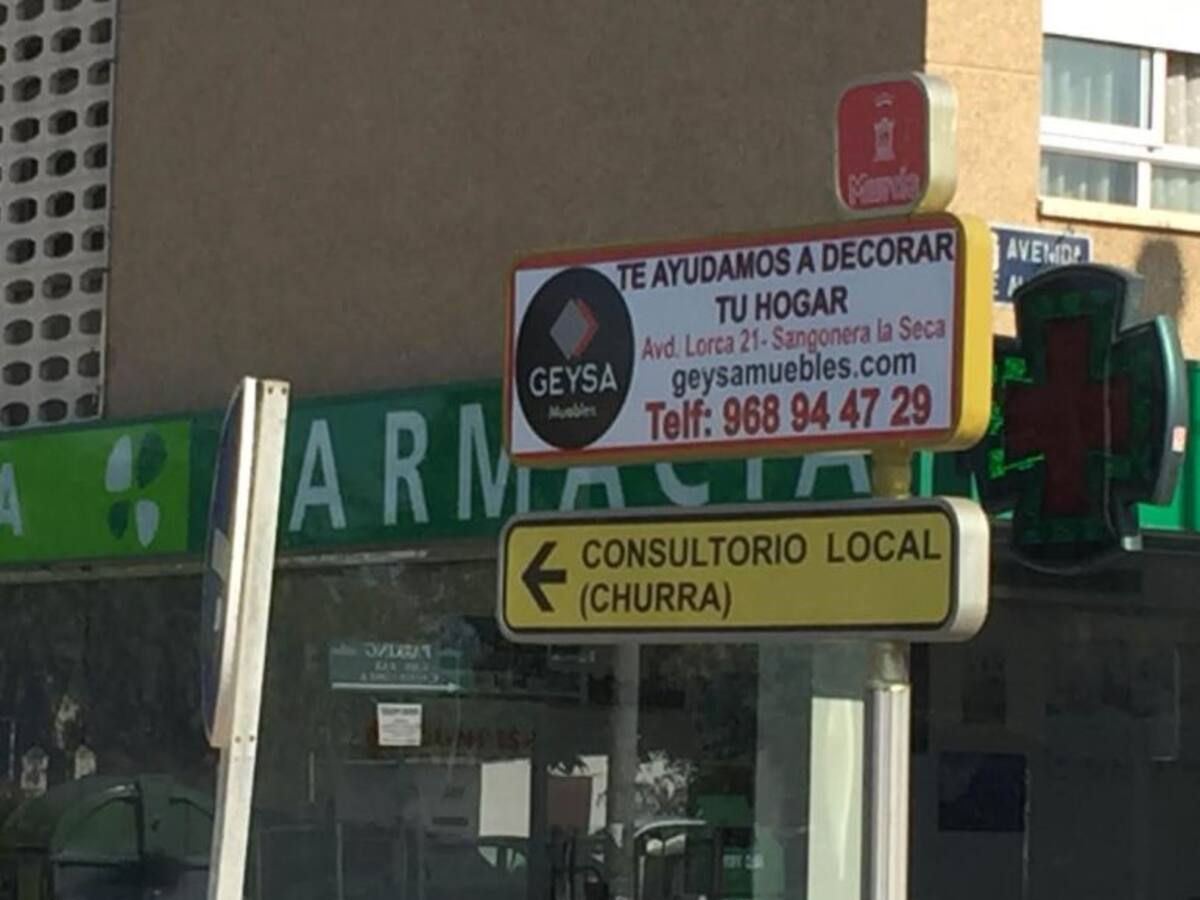 Murcia
AVENIDA
TE AYUDAMOS A DECORAR
TU HOGAR
Avd. Lorca 21- Sangonera la Seca
geysamuebles.com
Telf: 968 94 47 29
GEYSA
Muebles
A
ARMACIA
CONSULTORIO LOCAL
(CHURRA)
PARKING